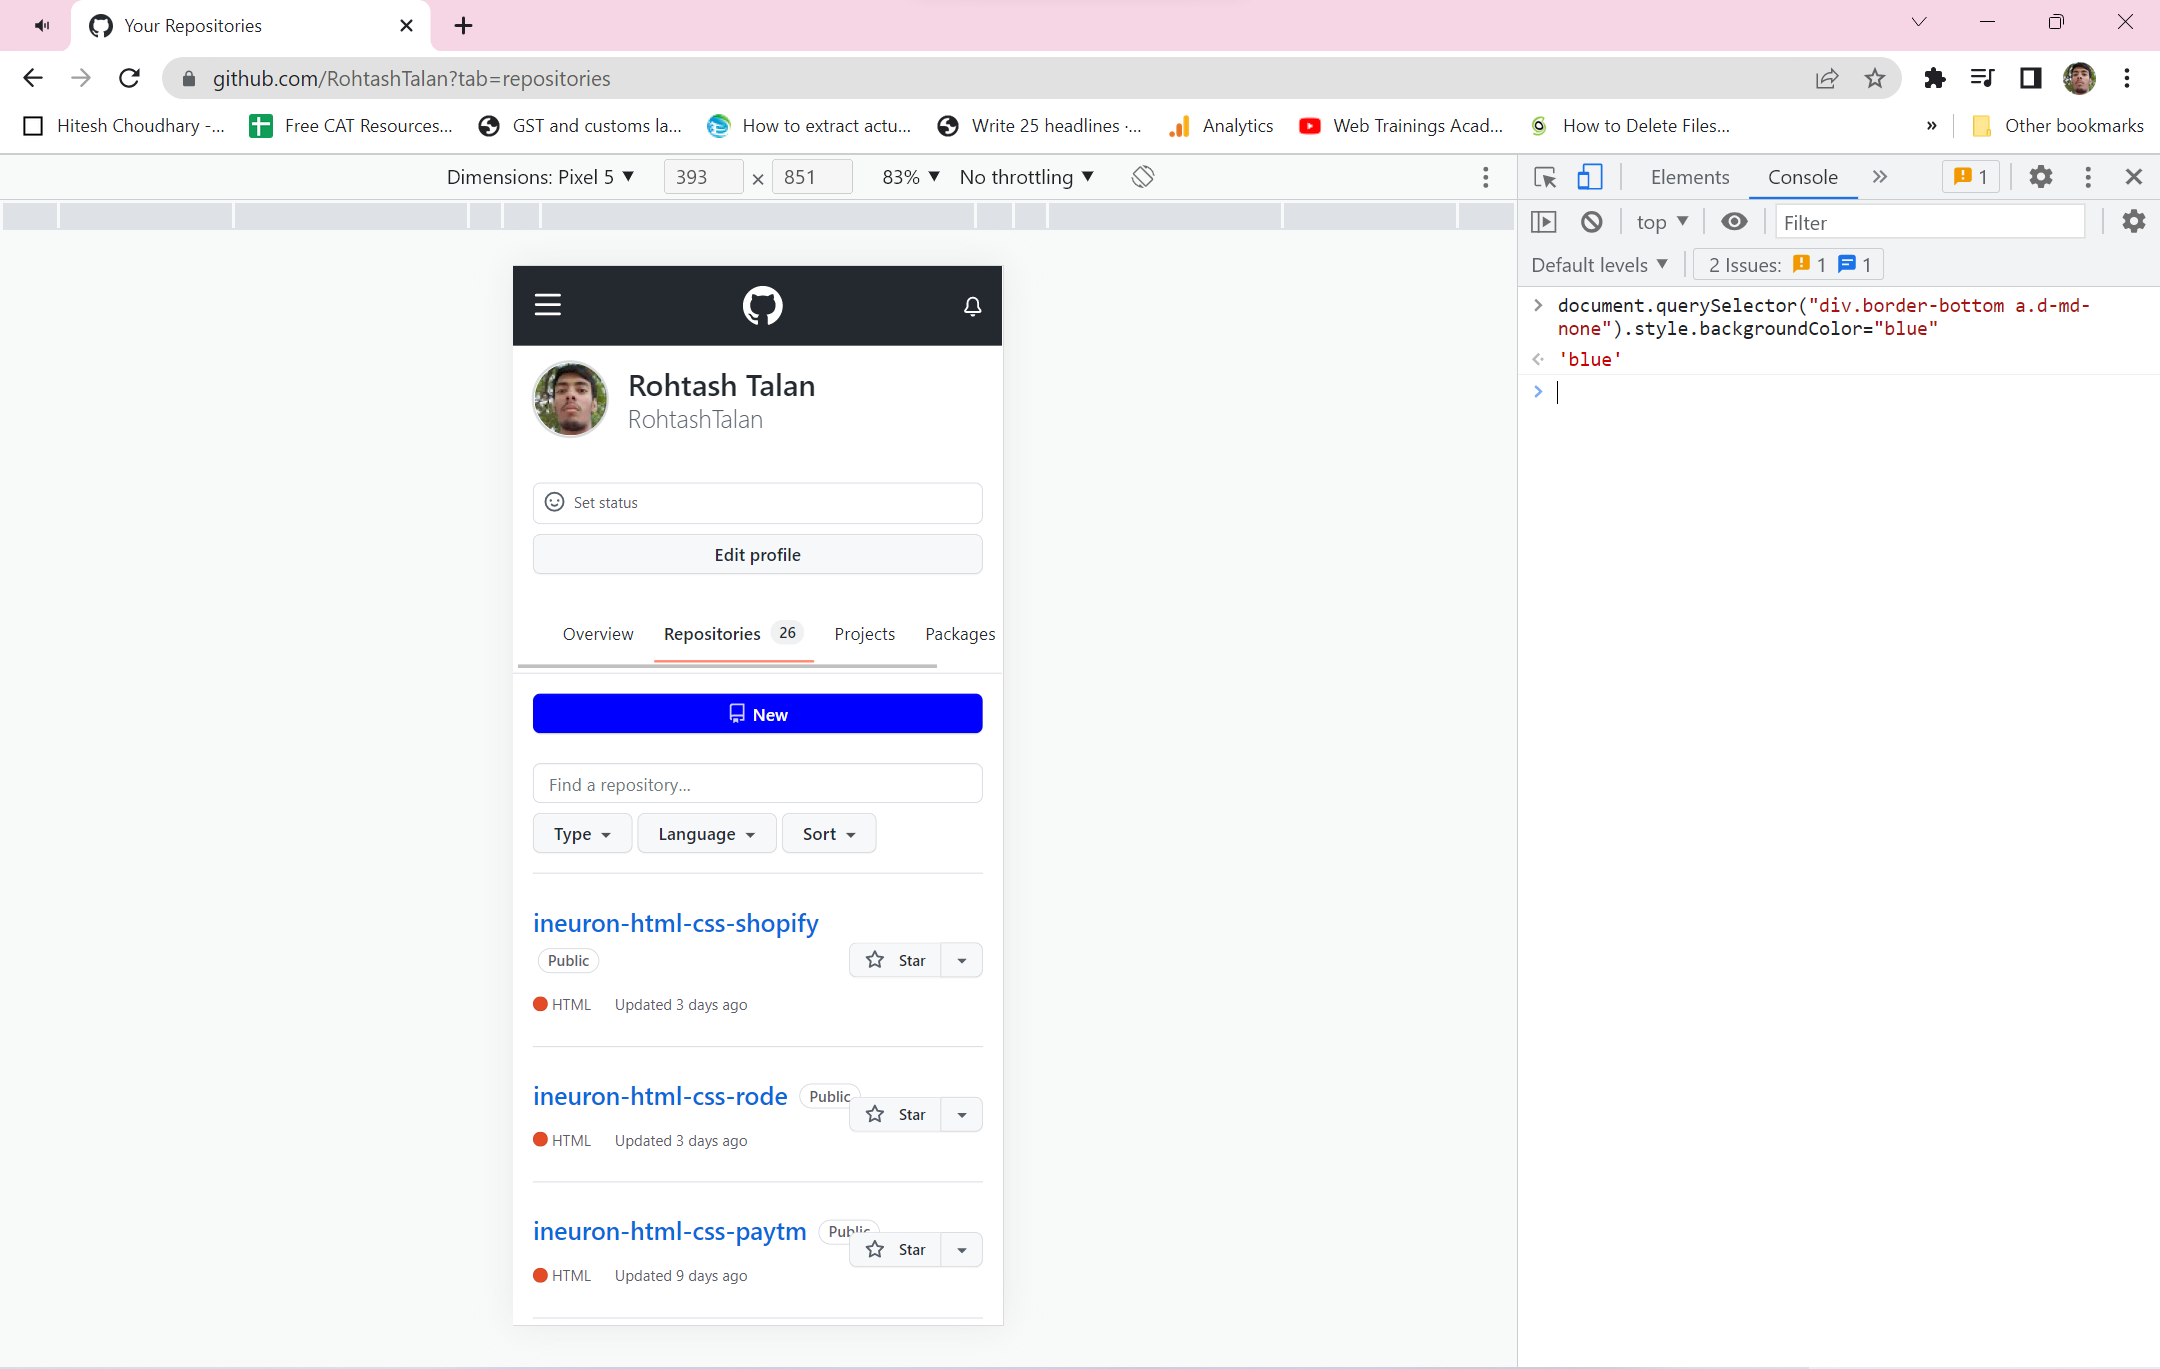 Your Repositories
github.com/RohtashTalan?tab=repositories
Hitesh Choudhary -... Free CAT Resources... GST and customs la... How to extract actu... Write 25 headlines ·... Analytics Web Trainings Acad... How to Delete Files... » Other bookmarks
Dimensions: Pixel 5 393 × 851 83% No throttling
Elements Console 1
top Filter
Default levels 2 Issues: 1 1
document.querySelector("div.border-bottom a.d-md-
none").style.backgroundColor="blue"
'blue'
Rohtash Talan
RohtashTalan
Set status
Edit profile
Overview Repositories 26 Projects Packages
New
Find a repository...
Type Language Sort
ineuron-html-css-shopify
Public
Star
HTML Updated 3 days ago
ineuron-html-css-rode Public
Star
HTML Updated 3 days ago
ineuron-html-css-paytm Public
Star
HTML Updated 9 days ago